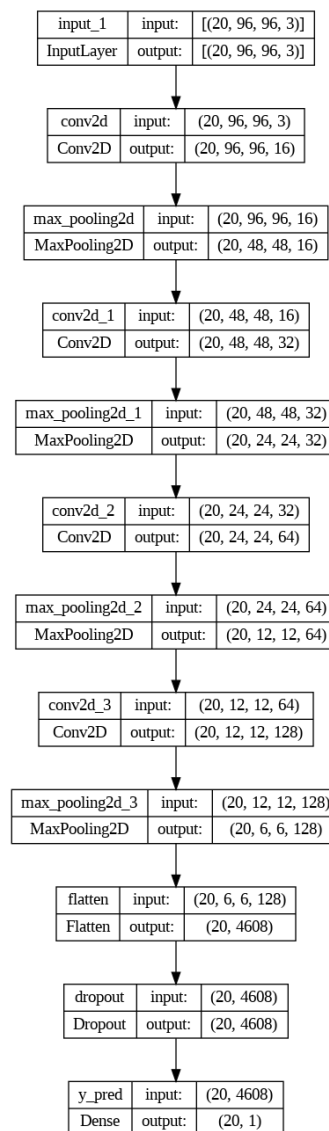 input_1 input: [(20, 96, 96, 3)]
InputLayer output: [(20, 96, 96, 3)]
conv2d input: (20, 96, 96, 3)
Conv2D output: (20, 96, 96, 16)
max_pooling2d input: (20, 96, 96, 16)
MaxPooling2D output: (20, 48, 48, 16)
conv2d_1 input: (20, 48, 48, 16)
Conv2D output: (20, 48, 48, 32)
max_pooling2d_1 input: (20, 48, 48, 32)
MaxPooling2D output: (20, 24, 24, 32)
conv2d_2 input: (20, 24, 24, 32)
Conv2D output: (20, 24, 24, 64)
max_pooling2d_2 input: (20, 24, 24, 64)
MaxPooling2D output: (20, 12, 12, 64)
conv2d_3 input: (20, 12, 12, 64)
Conv2D output: (20, 12, 12, 128)
max_pooling2d_3 input: (20, 12, 12, 128)
MaxPooling2D output: (20, 6, 6, 128)
flatten input: (20, 6, 6, 128)
Flatten output: (20, 4608)
dropout input: (20, 4608)
Dropout output: (20, 4608)
y_pred input: (20, 4608)
Dense output: (20, 1)